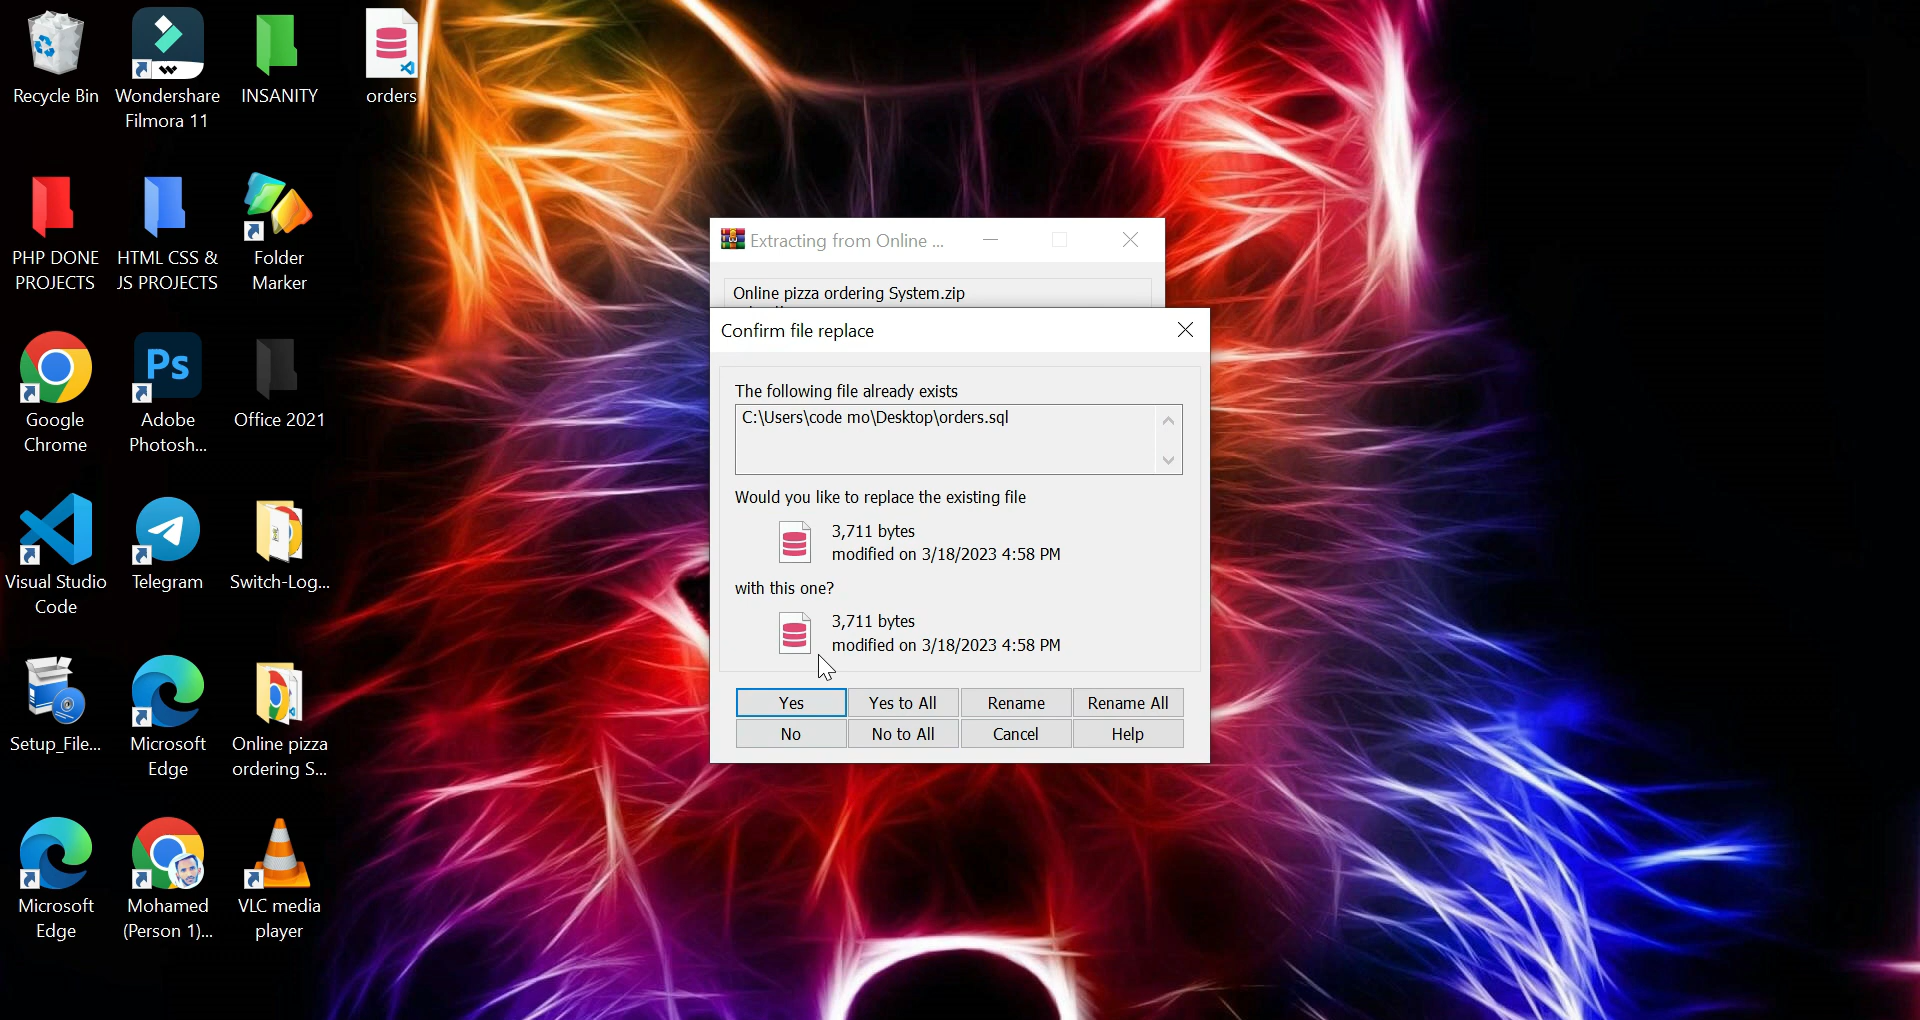 Recycle Bin
Wondershare
Filmora 11
INSANITY
orders
PHP DONE
PROJECTS
HTML CSS &
JS PROJECTS
Folder
Marker
Google
Chrome
Ps
Adobe
Photosh...
Office 2021
Visual Studio
Code
Telegram
Switch-Log...
Setup_File...
Microsoft
Edge
Online pizza
ordering S...
Microsoft
Edge
Mohamed
(Person 1)...
VLC media
player
Extracting from Online ...
Online pizza ordering System.zip
Confirm file replace
The following file already exists
C:\Users\code mo\Desktop\orders.sql
Would you like to replace the existing file
3,711 bytes
modified on 3/18/2023 4:58 PM
with this one?
3,711 bytes
modified on 3/18/2023 4:58 PM
Yes
Yes to All
Rename
Rename All
No
No to All
Cancel
Help